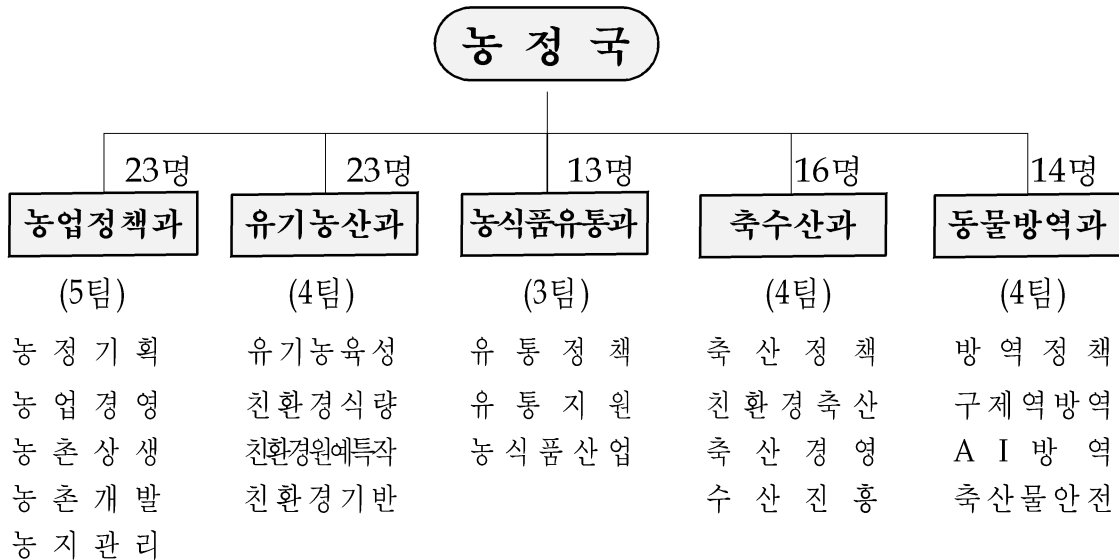 농 정 국
23명 23명 13명 16명 14명
농업정책과 유기농산과 농식품유통과 축수산과 동물방역과
(5팀) (4팀) (3팀) (4팀) (4팀)
농 정 기 획 유기농육성 유 통 정 책 축 산 정 책 방 역 정 책
농 업 경 영 친환경식량 유 통 지 원 친환경축산 구제역방역
농 촌 상 생 친환경원예특작 농식품산업 축 산 경 영 A I 방 역
농 촌 개 발 친환경기반 수 산 진 흥 축산물안전
농 지 관 리